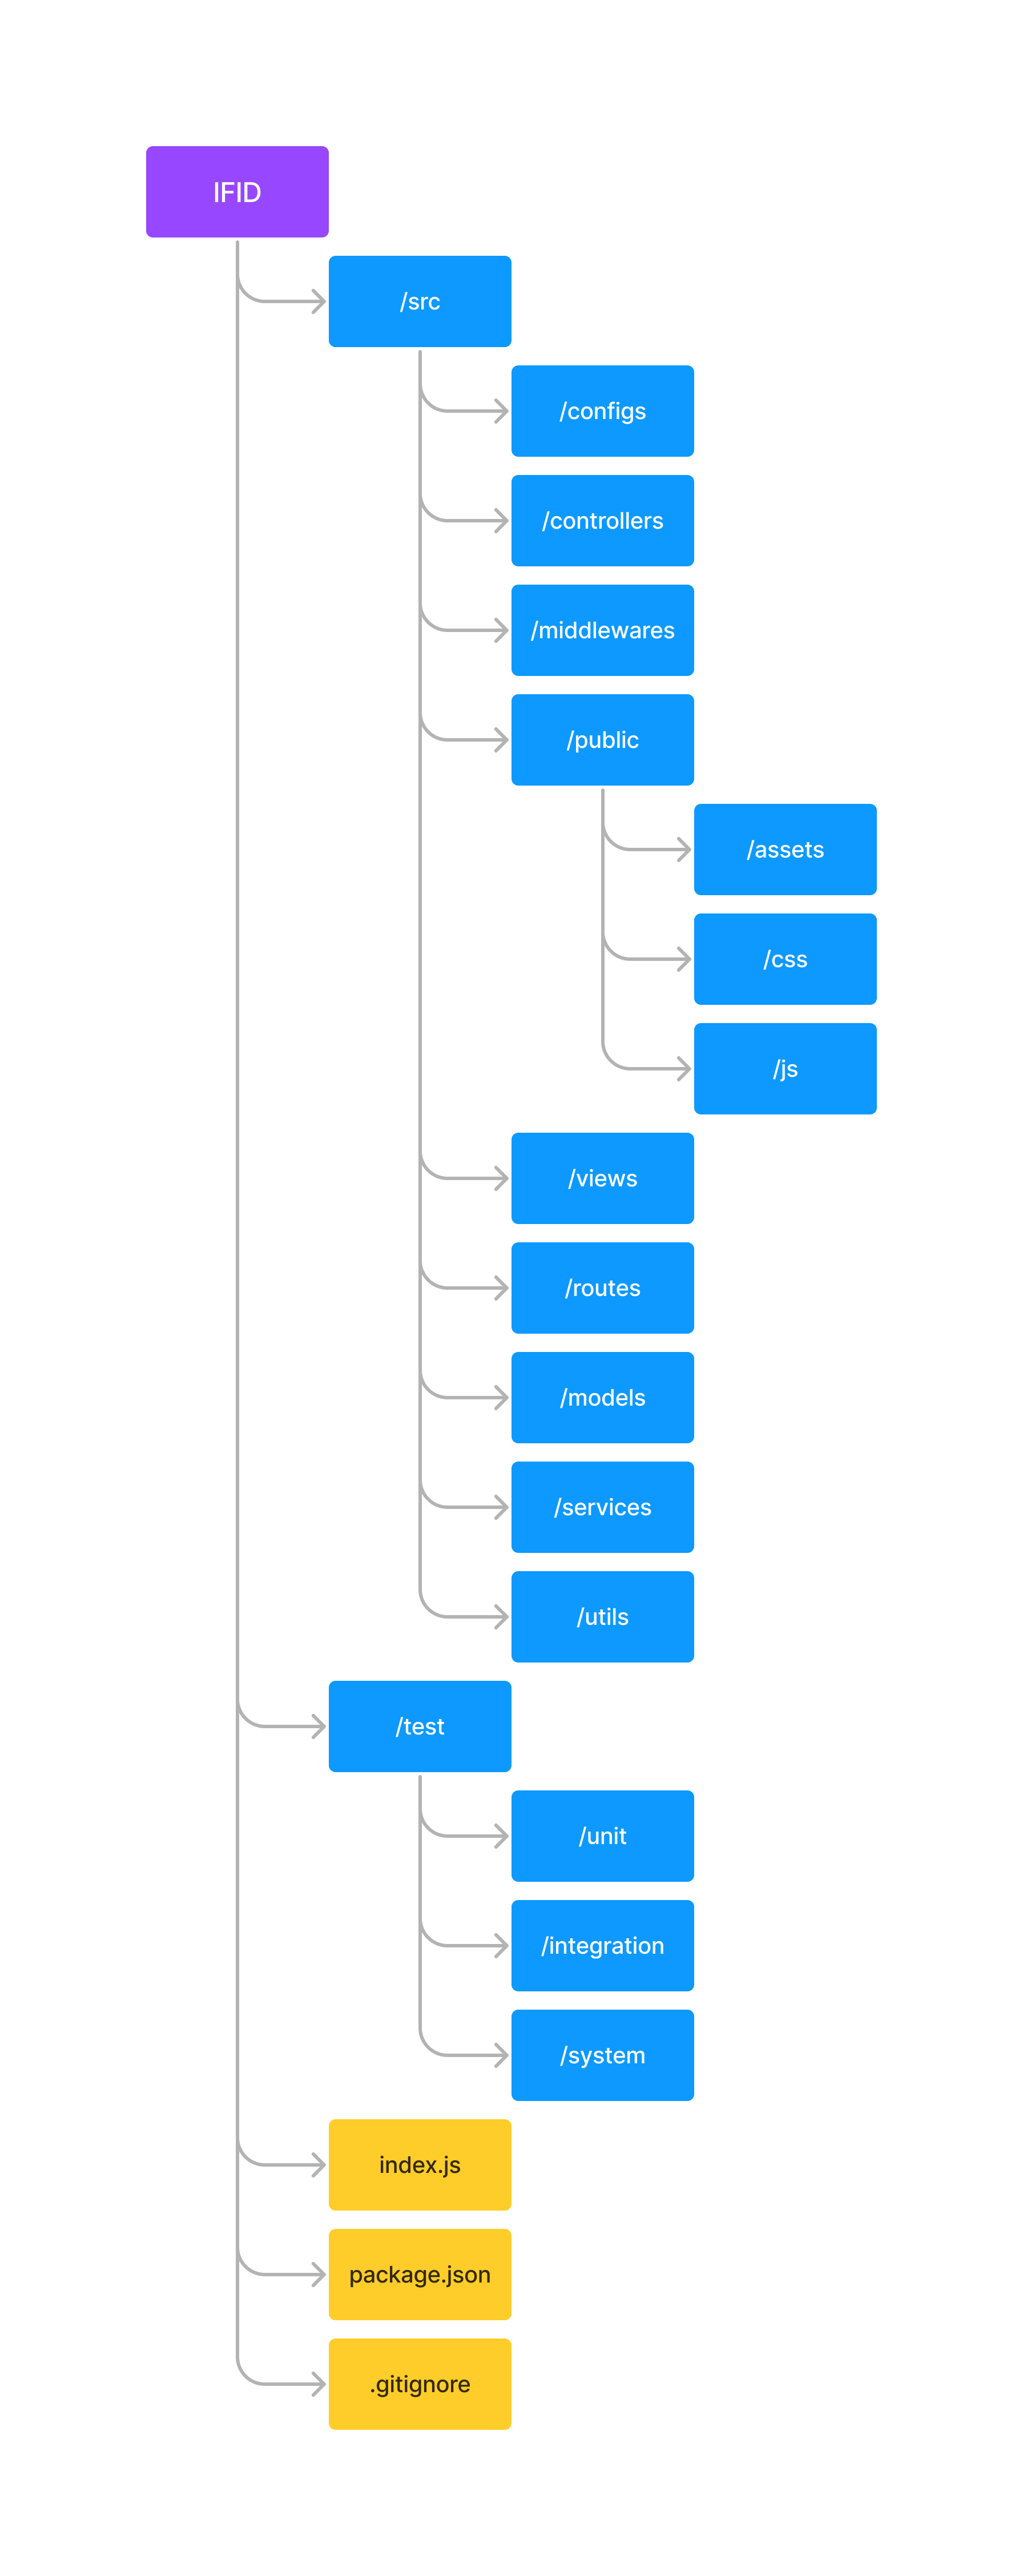 IFID
/src
/configs
/controllers
/middlewares
/public
/assets
/css
/js
/views
/routes
/models
/services
/utils
/test
/unit
/integration
/system
index.js
package.json
.gitignore